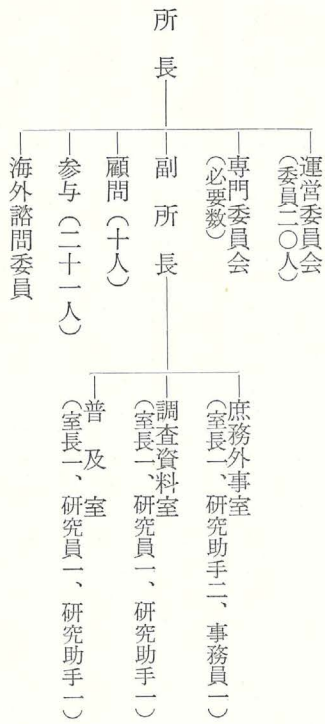 所長
運営委員会
（委員二〇人）
専門委員会
（必要数）
副所長
顧問（十人）
参与（二十一人）
海外諮問委員
庶務外事室
（室長一、研究助手二、事務員一）
調査資料室
（室長一、研究員一、研究助手一）
普及室
（室長一、研究員一、研究助手一）